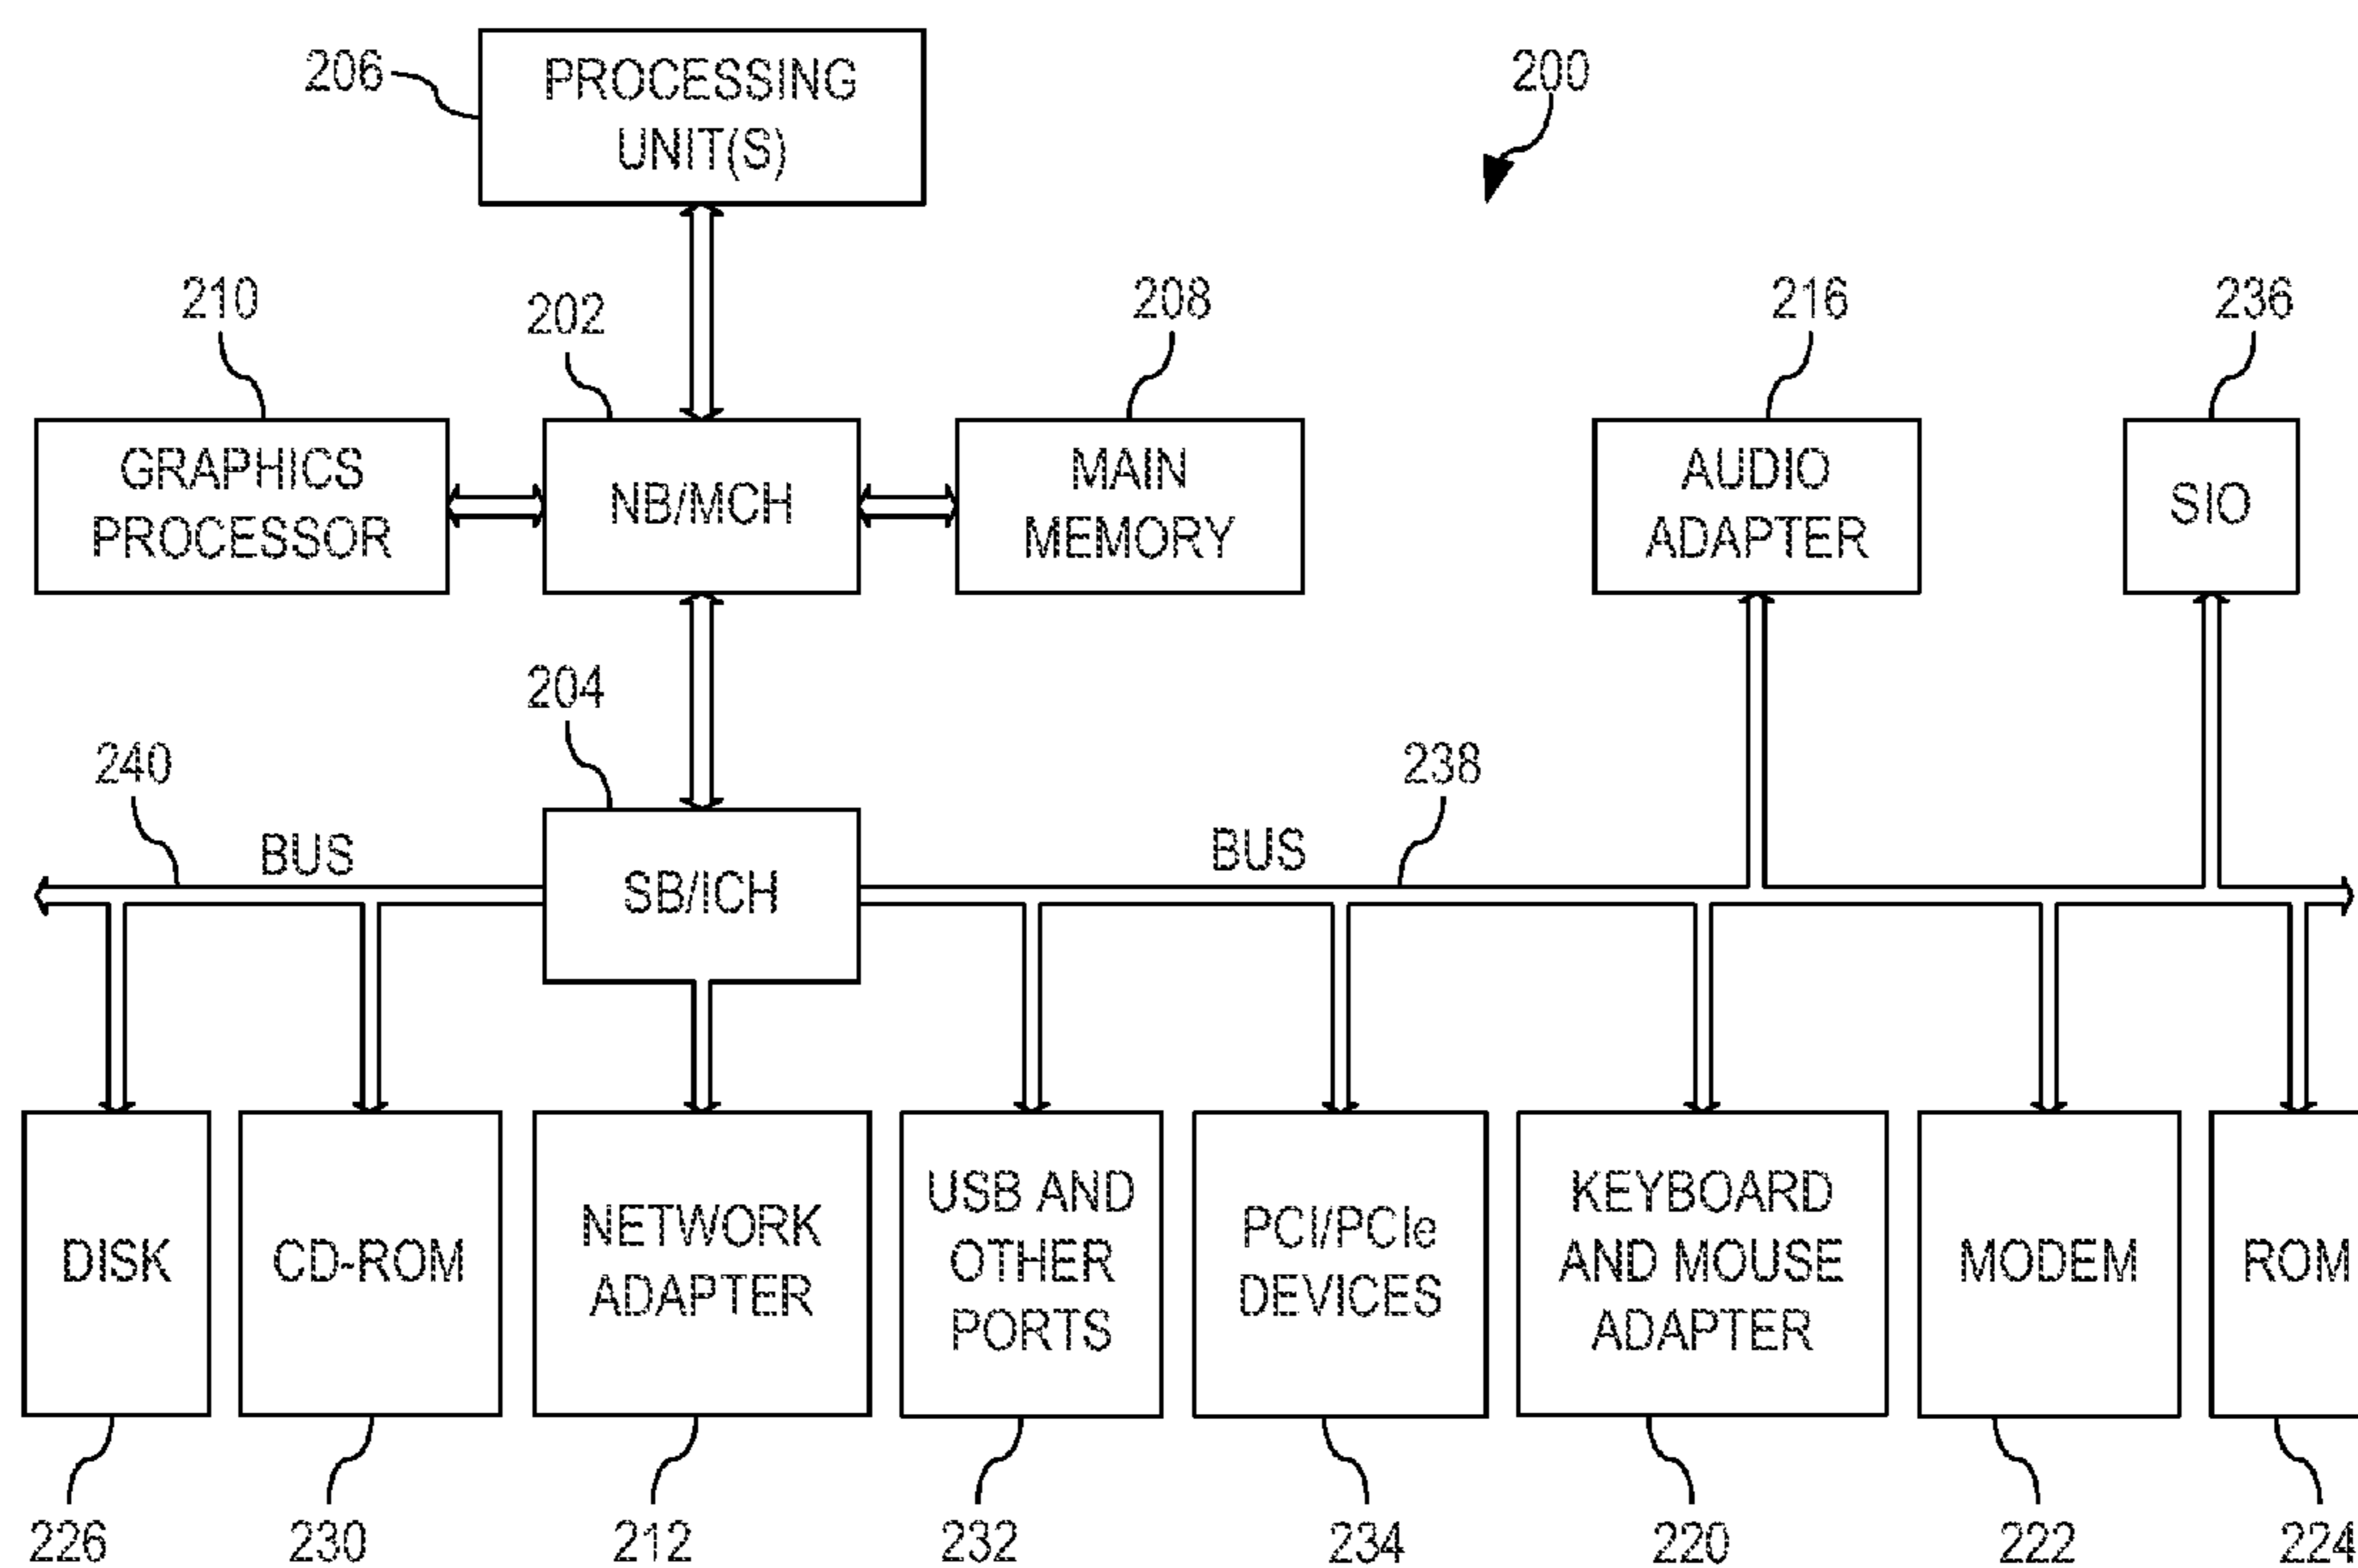 206
PROCESSING
UNIT(S)
200
210
202
208
216
236
GRAPHICS
PROCESSOR
NB/MCH
MAIN
MEMORY
AUDIO
ADAPTER
SIO
204
240
BUS
SB/ICH
BUS
238
DISK
CD-ROM
NETWORK
ADAPTER
USB AND
OTHER
PORTS
PCI/PCIe
DEVICES
KEYBOARD
AND MOUSE
ADAPTER
MODEM
ROM
226
230
212
232
234
220
222
224